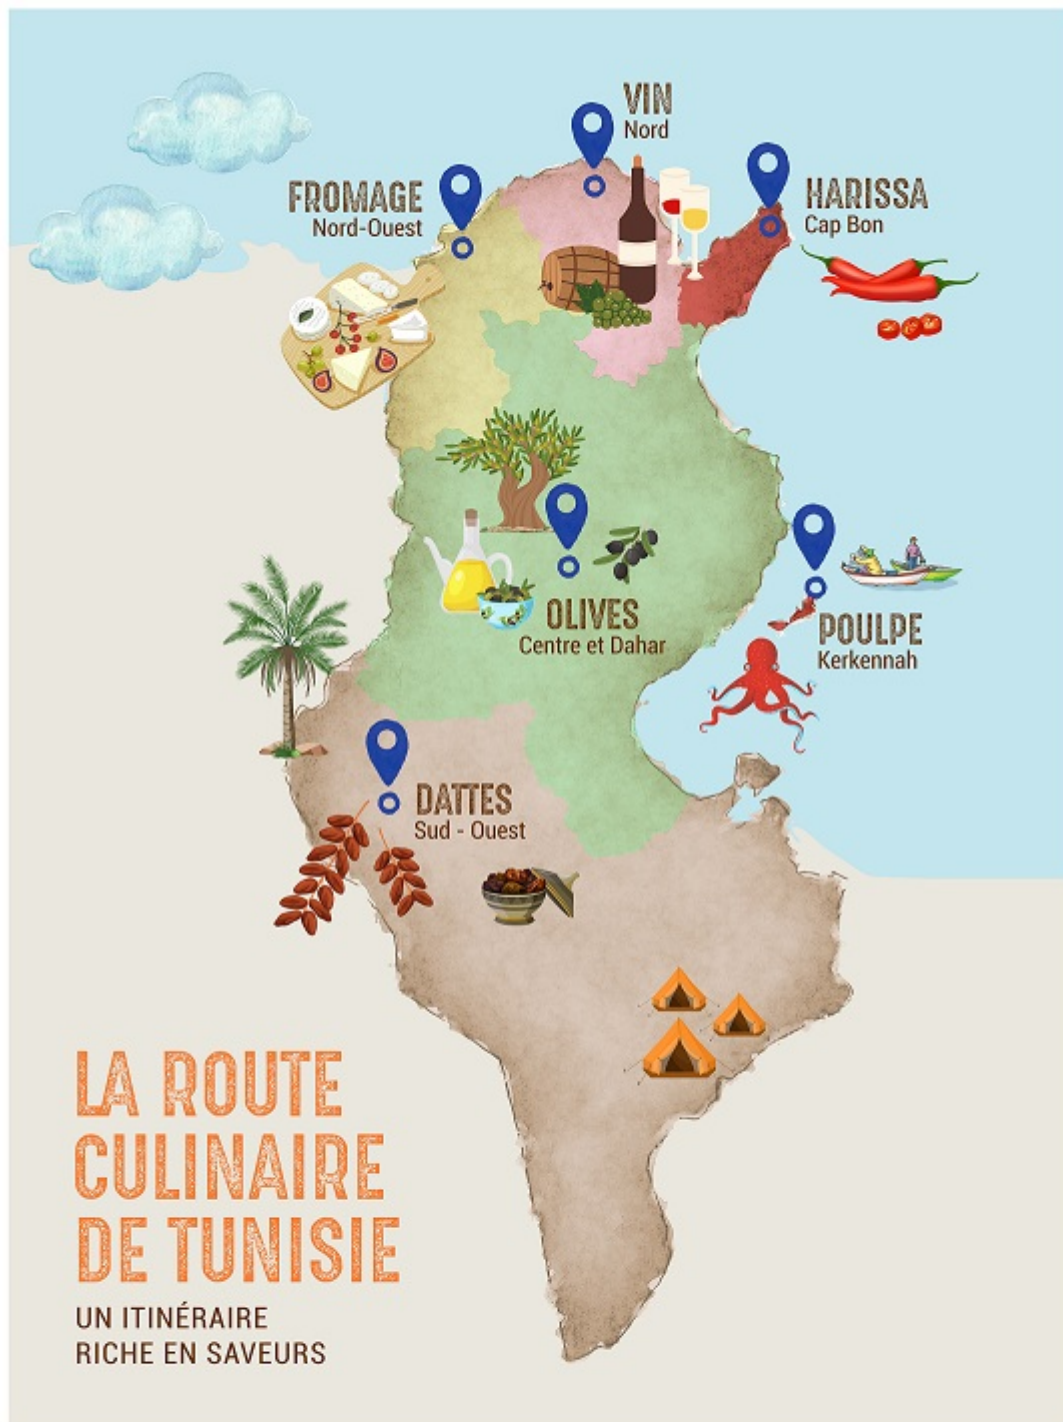 VIN
Nord
FROMAGE
Nord-Ouest
HARISSA
Cap Bon
OLIVES
Centre et Dahar
POULPE
Kerkennah
DATTES
Sud - Ouest
LA ROUTE
CULINAIRE
DE TUNISIE
UN ITINÉRAIRE
RICHE EN SAVEURS